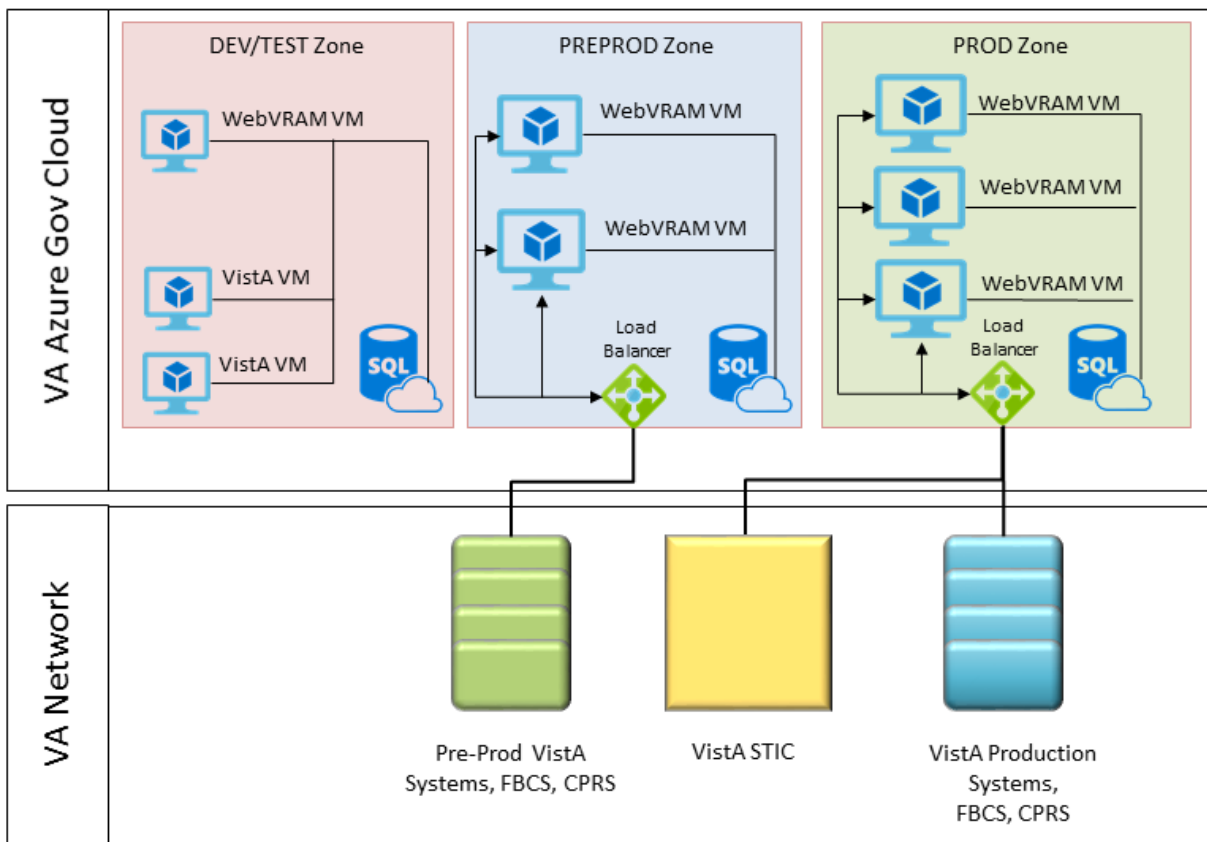 VA Azure Gov Cloud
DEV/TEST Zone
WebVRAM VM
VistA VM
VistA VM
SQL
PREPROD Zone
WebVRAM VM
WebVRAM VM
Load
Balancer
SQL
PROD Zone
WebVRAM VM
WebVRAM VM
WebVRAM VM
Load
Balancer
SQL
VA Network
Pre-Prod VistA
Systems, FBCS, CPRS
VistA STIC
VistA Production
Systems,
FBCS, CPRS